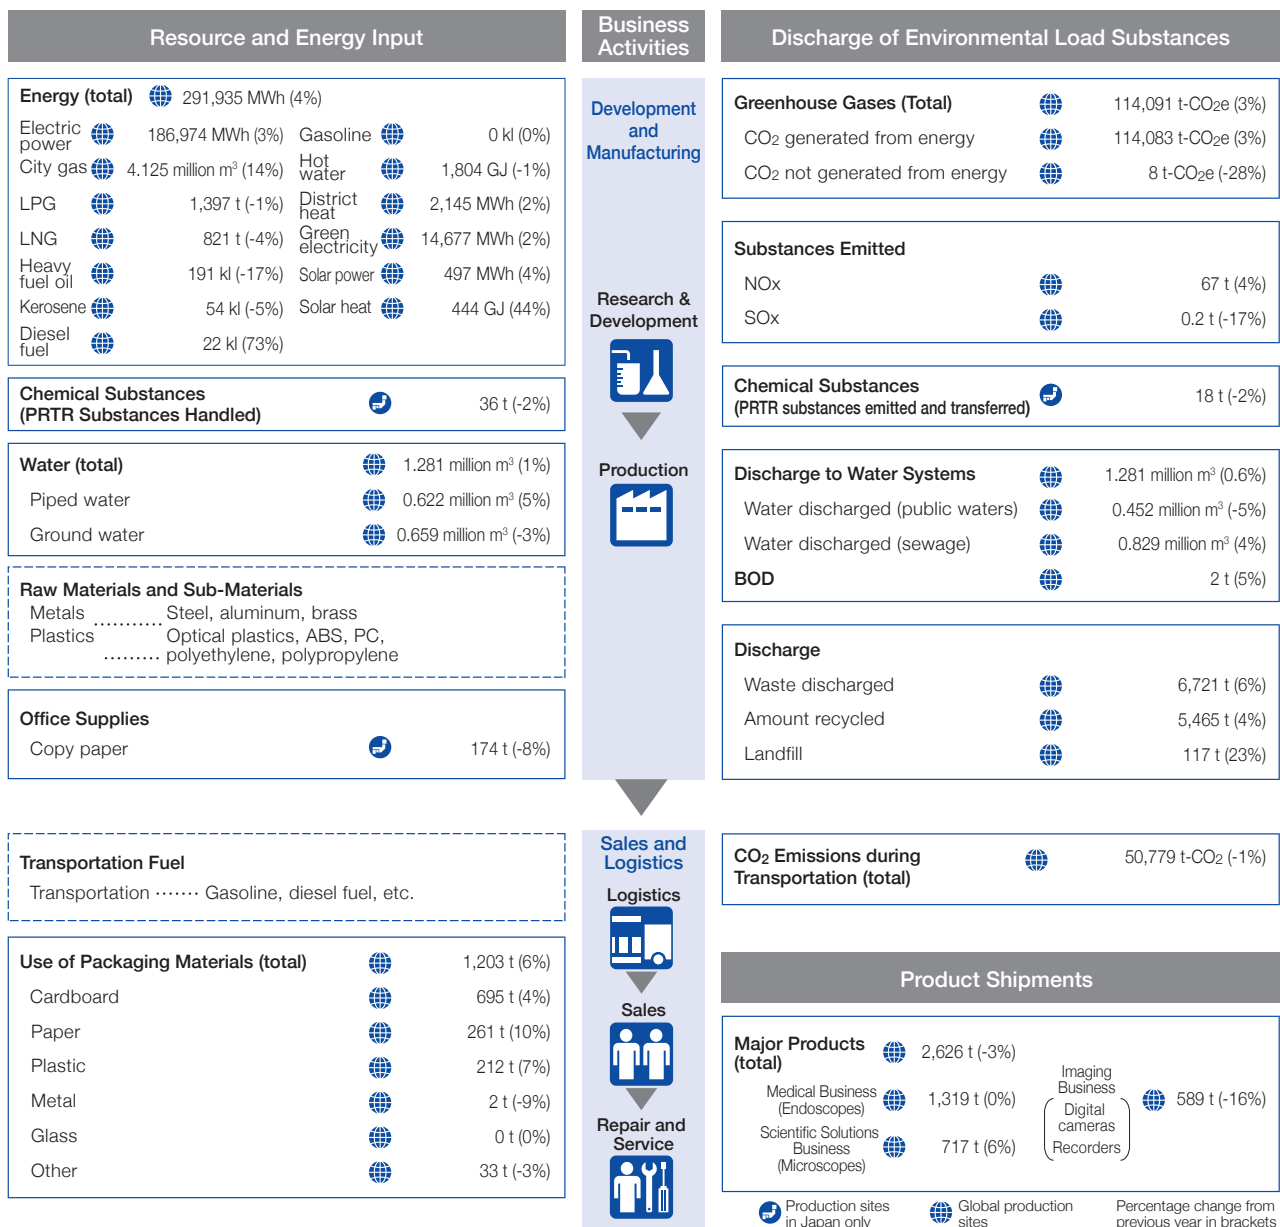 Resource and Energy Input
Energy (total) 291,935 MWh (4%)
Electric power 186,974 MWh (3%)
City gas 4.125 million m³ (14%)
LPG 1,397 t (-1%)
LNG 821 t (-4%)
Heavy fuel oil 191 kl (-17%)
Kerosene 54 kl (-5%)
Diesel fuel 22 kl (73%)
Gasoline 0 kl (0%)
Hot water 1,804 GJ (-1%)
District heat 2,145 MWh (2%)
Green electricity 14,677 MWh (2%)
Solar power 497 MWh (4%)
Solar heat 444 GJ (44%)
Chemical Substances
(PRTR Substances Handled) 36 t (-2%)
Water (total) 1.281 million m³ (1%)
Piped water 0.622 million m³ (5%)
Ground water 0.659 million m³ (-3%)
Raw Materials and Sub-Materials
Metals ........... Steel, aluminum, brass
Plastics ......... Optical plastics, ABS, PC,
polyethylene, polypropylene
Office Supplies
Copy paper 174 t (-8%)
Transportation Fuel
Transportation ······· Gasoline, diesel fuel, etc.
Use of Packaging Materials (total) 1,203 t (6%)
Cardboard 695 t (4%)
Paper 261 t (10%)
Plastic 212 t (7%)
Metal 2 t (-9%)
Glass 0 t (0%)
Other 33 t (-3%)
Business
Activities
Development
and
Manufacturing
Research &
Development
Production
Sales and
Logistics
Logistics
Sales
Repair and
Service
Discharge of Environmental Load Substances
Greenhouse Gases (Total) 114,091 t-CO2e (3%)
CO2 generated from energy 114,083 t-CO2e (3%)
CO2 not generated from energy 8 t-CO2e (-28%)
Substances Emitted
NOx 67 t (4%)
SOx 0.2 t (-17%)
Chemical Substances
(PRTR substances emitted and transferred) 18 t (-2%)
Discharge to Water Systems 1.281 million m³ (0.6%)
Water discharged (public waters) 0.452 million m³ (-5%)
Water discharged (sewage) 0.829 million m³ (4%)
BOD 2 t (5%)
Discharge
Waste discharged 6,721 t (6%)
Amount recycled 5,465 t (4%)
Landfill 117 t (23%)
CO2 Emissions during
Transportation (total) 50,779 t-CO2 (-1%)
Product Shipments
Major Products
(total) 2,626 t (-3%)
Medical Business
(Endoscopes) 1,319 t (0%)
Scientific Solutions
Business
(Microscopes) 717 t (6%)
Imaging
Business
Digital
cameras
Recorders
589 t (-16%)
Production sites
in Japan only
Global production
sites
Percentage change from
previous year in brackets